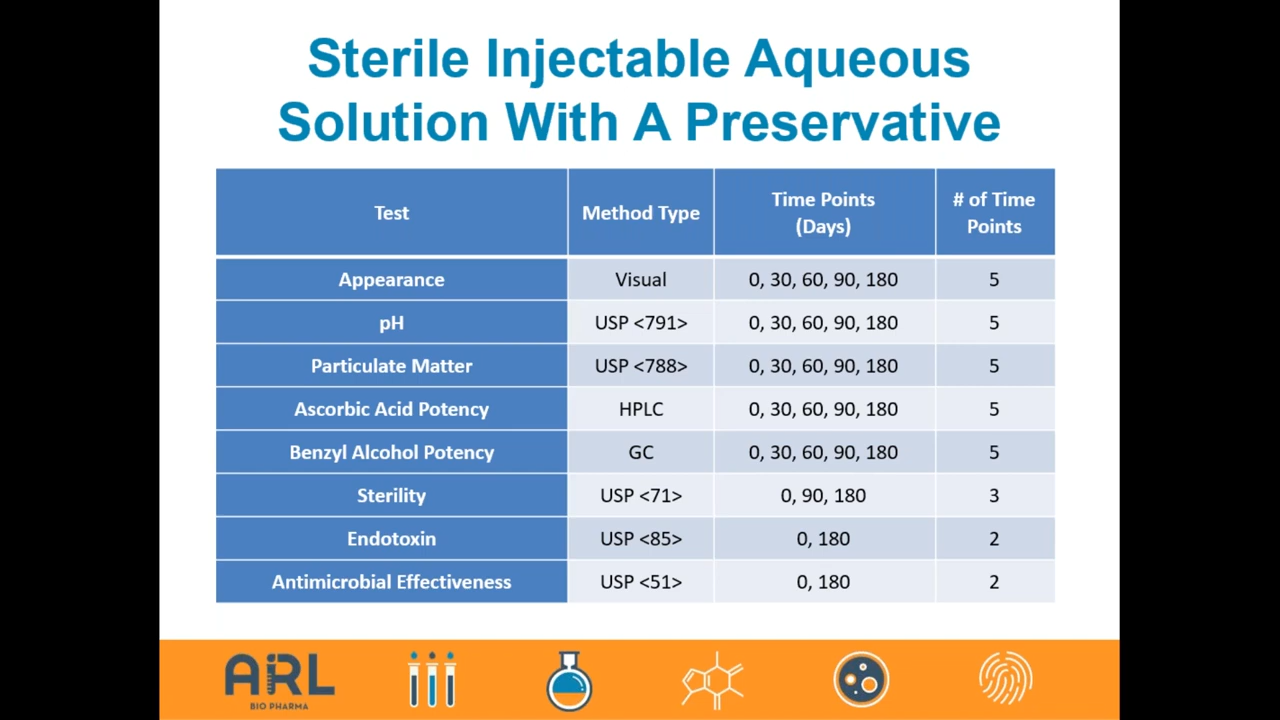 Sterile Injectable Aqueous
Solution With A Preservative
Test
Method Type
Time Points
(Days)
# of Time
Points
Appearance Visual 0, 30, 60, 90, 180 5
pH USP <791> 0, 30, 60, 90, 180 5
Particulate Matter USP <788> 0, 30, 60, 90, 180 5
Ascorbic Acid Potency HPLC 0, 30, 60, 90, 180 5
Benzyl Alcohol Potency GC 0, 30, 60, 90, 180 5
Sterility USP <71> 0, 90, 180 3
Endotoxin USP <85> 0, 180 2
Antimicrobial Effectiveness USP <51> 0, 180 2
ARL
BIO PHARMA